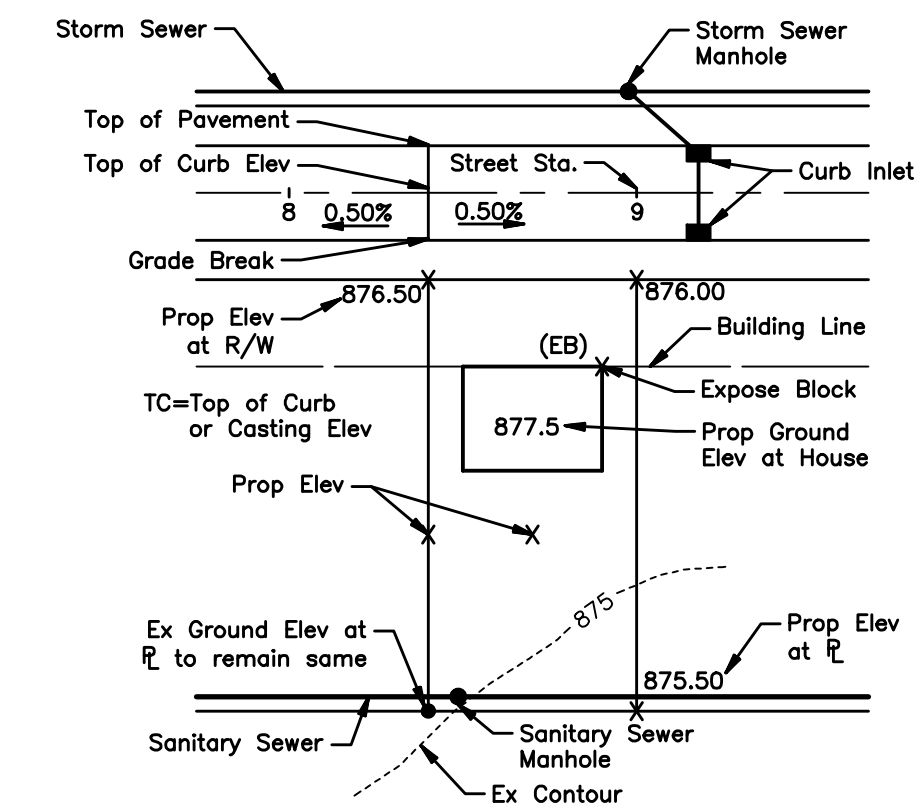 Storm Sewer
Storm Sewer
Manhole
Top of Pavement
Top of Curb Elev
Street Sta.
Curb Inlet
8
0.50%
0.50%
9
Grade Break
876.50
876.00
Prop Elev
at R/W
Building Line
(EB)
Expose Block
TC=Top of Curb
or Casting Elev
877.5
Prop Ground
Elev at House
Prop Elev
875
Ex Ground Elev at
PL to remain same
Prop Elev
at PL
875.50
Sanitary Sewer
Sanitary Sewer
Manhole
Ex Contour